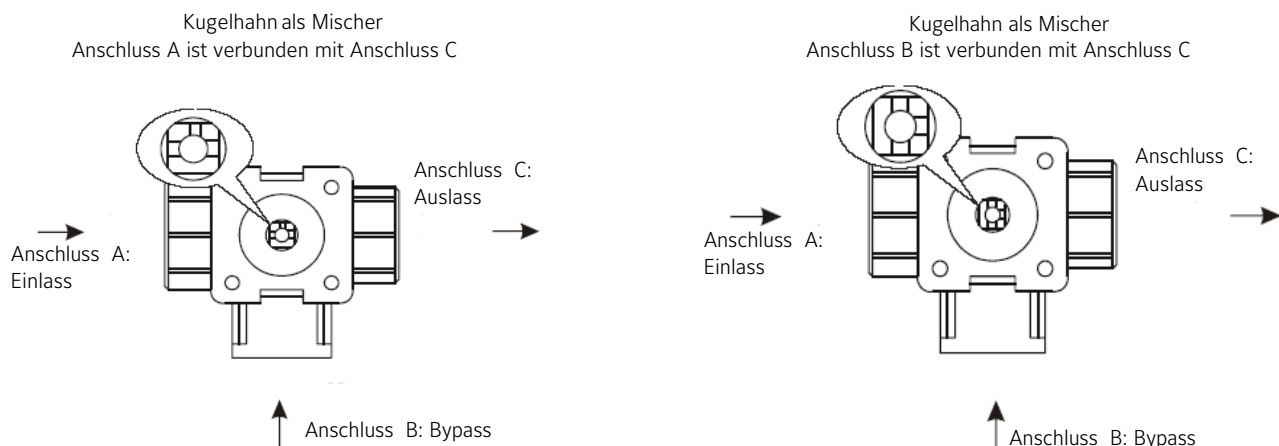 Kugelhahn als Mischer
Anschluss A ist verbunden mit Anschluss C
Anschluss C:
Auslass
Anschluss A:
Einlass
Anschluss B: Bypass
Kugelhahn als Mischer
Anschluss B ist verbunden mit Anschluss C
Anschluss C:
Auslass
Anschluss A:
Einlass
Anschluss B: Bypass